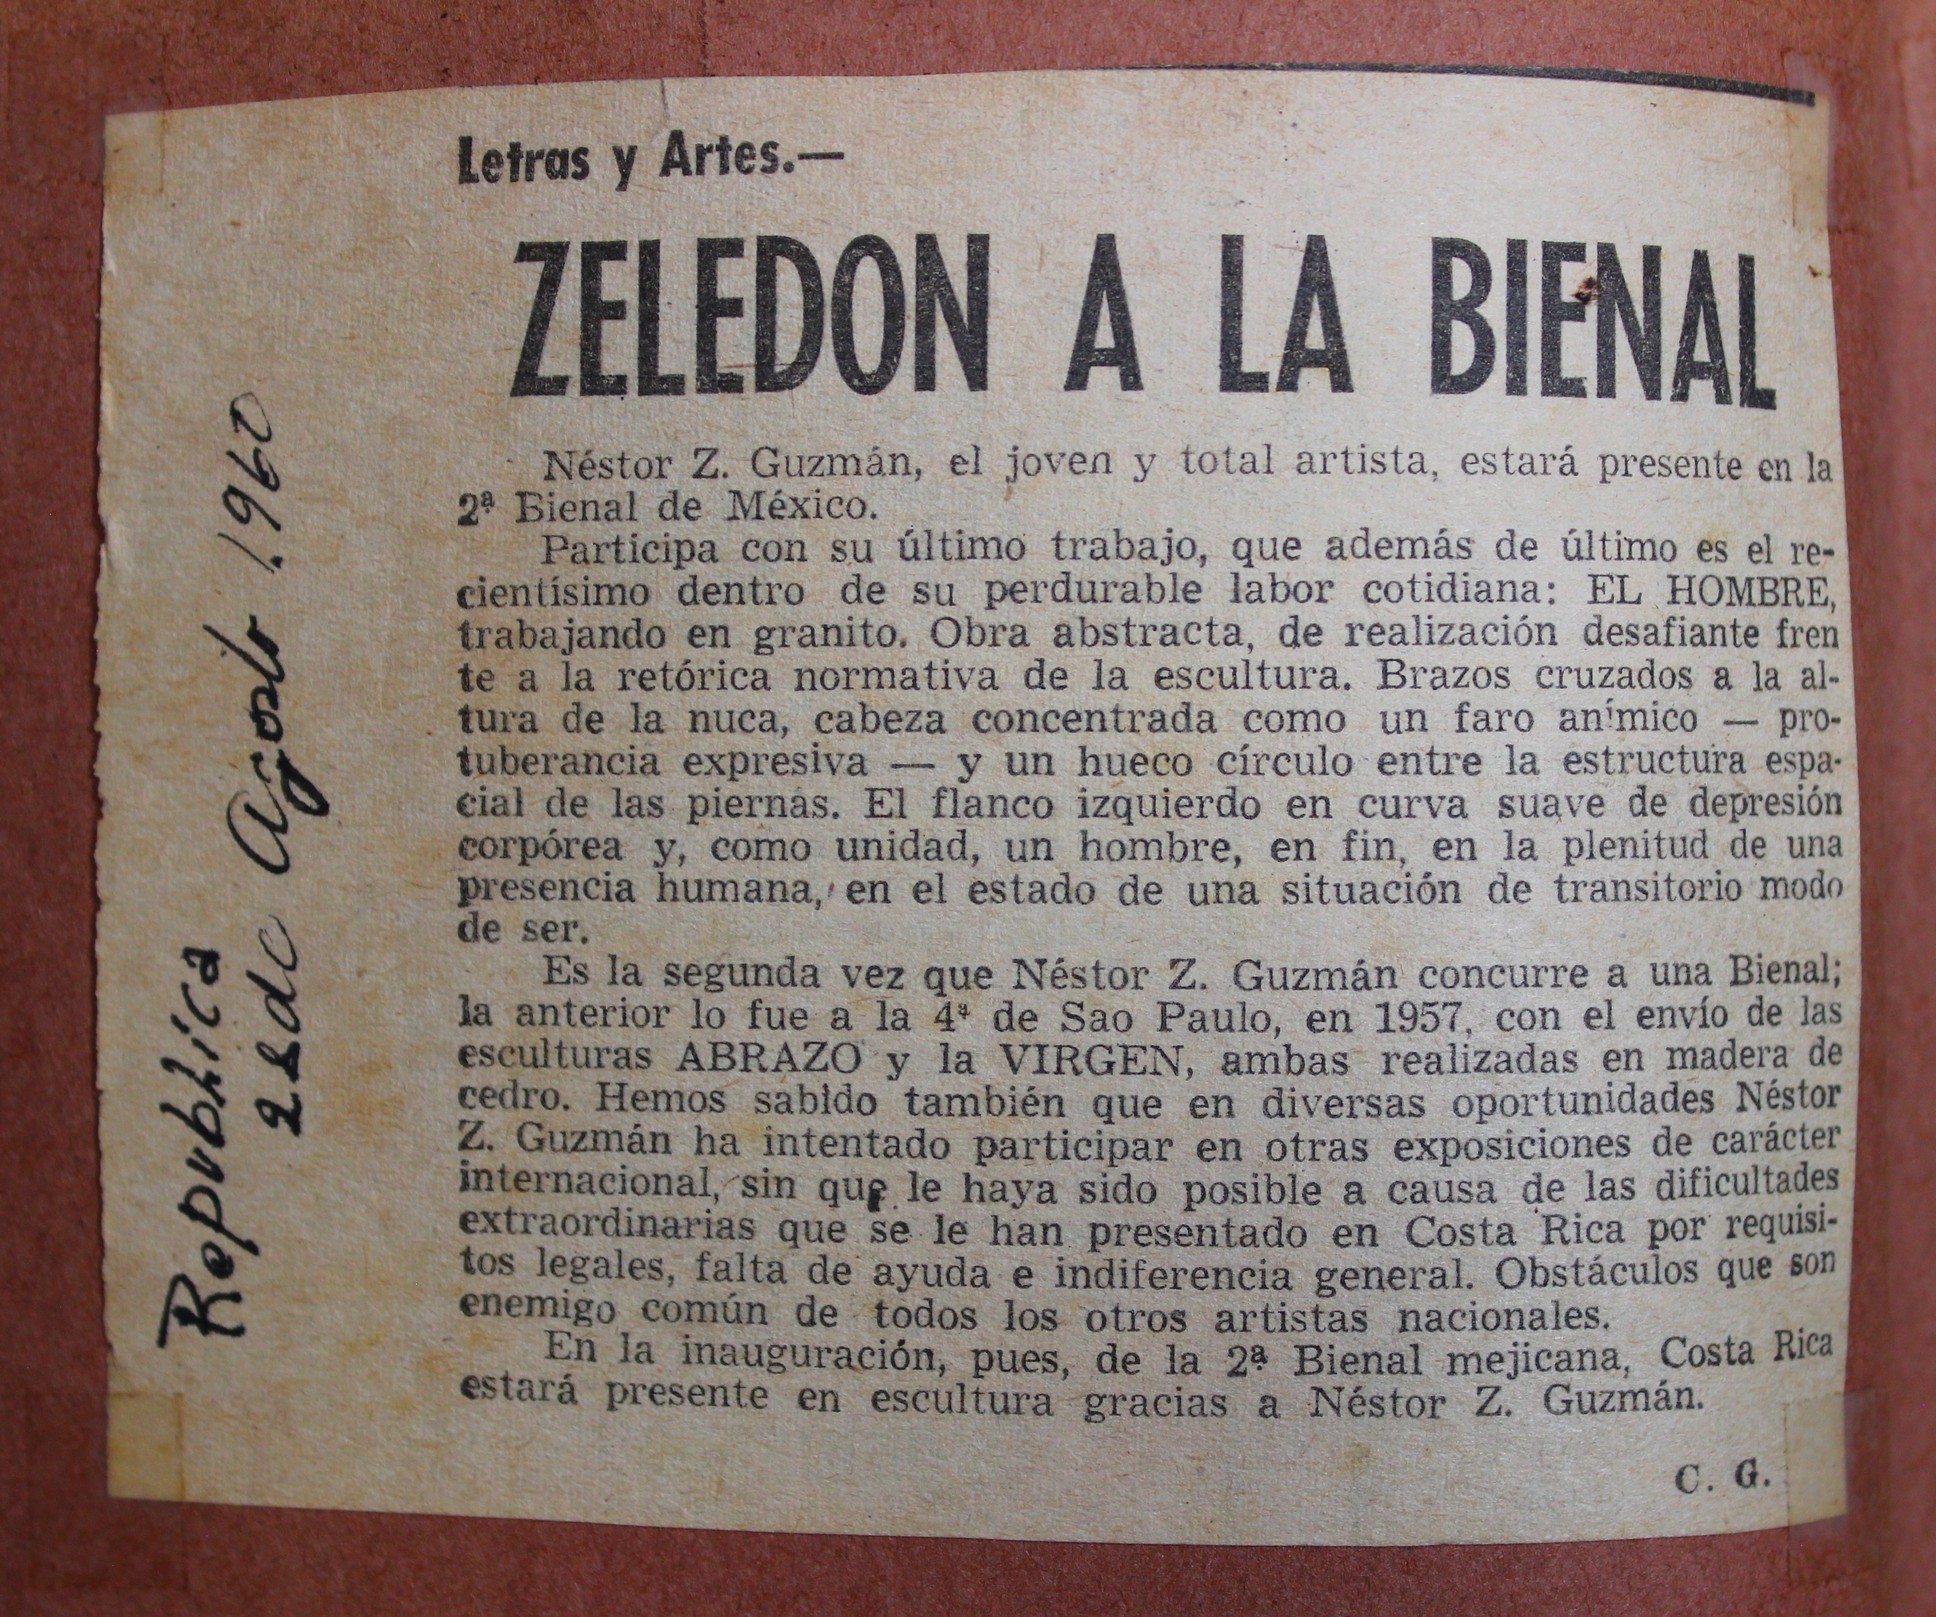 Letras y Artes.—
ZELEDON A LA BIENAL
Néstor Z. Guzmán, el joven y total artista, estará presente en la
2ª Bienal de México.
Participa con su último trabajo, que además de último es el re-
cientísimo dentro de su perdurable labor cotidiana: EL HOMBRE,
trabajando en granito. Obra abstracta, de realización desafiante fren
te a la retórica normativa de la escultura. Brazos cruzados a la al-
tura de la nuca, cabeza concentrada como un faro anímico — pro-
tuberancia expresiva — y un hueco círculo entre la estructura espa-
cial de las piernas. El flanco izquierdo en curva suave de depresión
corpórea y, como unidad, un hombre, en fin, en la plenitud de una
presencia humana, en el estado de una situación de transitorio modo
de ser.
Es la segunda vez que Néstor Z. Guzmán concurre a una Bienal;
la anterior lo fue a la 4ª de Sao Paulo, en 1957, con el envío de las
esculturas ABRAZO y la VIRGEN, ambas realizadas en madera de
cedro. Hemos sabido también que en diversas oportunidades Néstor
Z. Guzmán ha intentado participar en otras exposiciones de carácter
internacional, sin que le haya sido posible a causa de las dificultades
extraordinarias que se le han presentado en Costa Rica por requisi-
tos legales, falta de ayuda e indiferencia general. Obstáculos que son
enemigo común de todos los otros artistas nacionales.
En la inauguración, pues, de la 2ª Bienal mejicana, Costa Rica
estará presente en escultura gracias a Néstor Z. Guzmán.
C. G.
Republica
28 de Agosto 1960